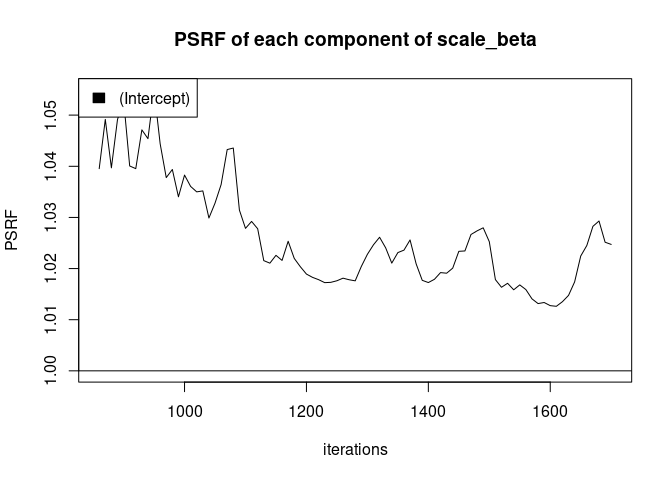 PSRF of each component of scale_beta
(Intercept)
PSRF
1.05
1.04
1.03
1.02
1.01
1.00
1000 1200 1400 1600
iterations